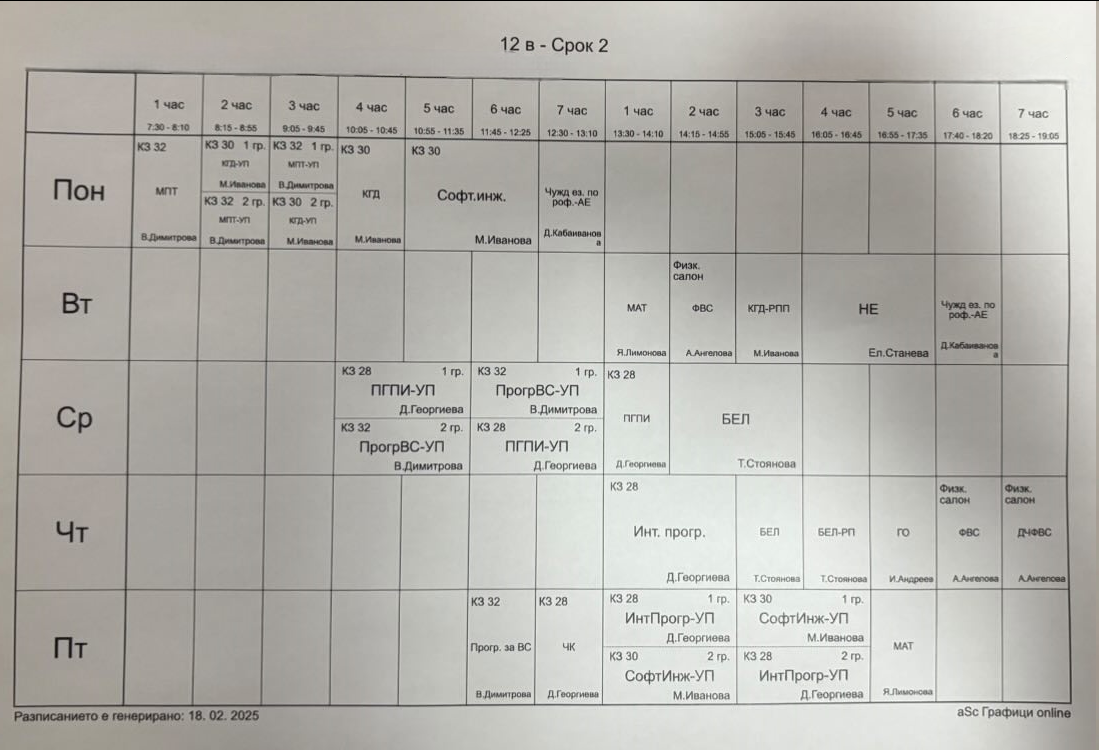 12 в - Срок 2
1 час 2 час 3 час 4 час 5 час 6 час 7 час 1 час 2 час 3 час 4 час 5 час 6 час 7 час
7:30 - 8:10 8:15 - 8:55 9:05 - 9:45 10:05 - 10:45 10:55 - 11:35 11:45 - 12:25 12:30 - 13:10 13:30 - 14:10 14:15 - 14:55 15:05 - 15:45 16:05 - 16:45 16:55 - 17:35 17:40 - 18:20 18:25 - 19:05
Пон
КЗ 32
МПТ
В.Димитрова
КЗ 30 1 гр.
КГД-УП
М.Иванова
КЗ 32 2 гр.
МПТ-УП
В.Димитрова
КЗ 32 1 гр.
МПТ-УП
В.Димитрова
КЗ 30 2 гр.
КГД-УП
М.Иванова
КЗ 30
КГД
М.Иванова
КЗ 30
Софт.инж.
М.Иванова
Чужд ез. по
роф.-АЕ
Д.Кабаиванов
а
Вт
МАТ
Я.Лимонова
Физк.
салон
ФВС
А.Ангелова
КГД-РПП
М.Иванова
НЕ
Ел.Станева
Чужд ез. по
роф.-АЕ
Д.Кабаиванов
а
Ср
КЗ 28 1 гр.
ПГПИ-УП
Д.Георгиева
КЗ 32 2 гр.
ПрогрВС-УП
В.Димитрова
КЗ 32 1 гр.
ПрогрВС-УП
В.Димитрова
КЗ 28 2 гр.
ПГПИ-УП
Д.Георгиева
КЗ 28
ПГПИ
Д.Георгиева
БЕЛ
Т.Стоянова
Чт
КЗ 28
Инт. прогр.
Д.Георгиева
БЕЛ
Т.Стоянова
БЕЛ-РП
Т.Стоянова
ГО
И.Андреев
Физк.
салон
ФВС
А.Ангелова
Физк.
салон
ДЧФВС
А.Ангелова
Пт
КЗ 32
Прогр. за ВС
В.Димитрова
КЗ 28
ЧК
Д.Георгиева
КЗ 28 1 гр.
ИнтПрогр-УП
Д.Георгиева
КЗ 30 2 гр.
СофтИнж-УП
М.Иванова
КЗ 30 1 гр.
СофтИнж-УП
М.Иванова
КЗ 28 2 гр.
ИнтПрогр-УП
Д.Георгиева
МАТ
Я.Лимонова
Разписанието е генерирано: 18. 02. 2025
aSc Графици online